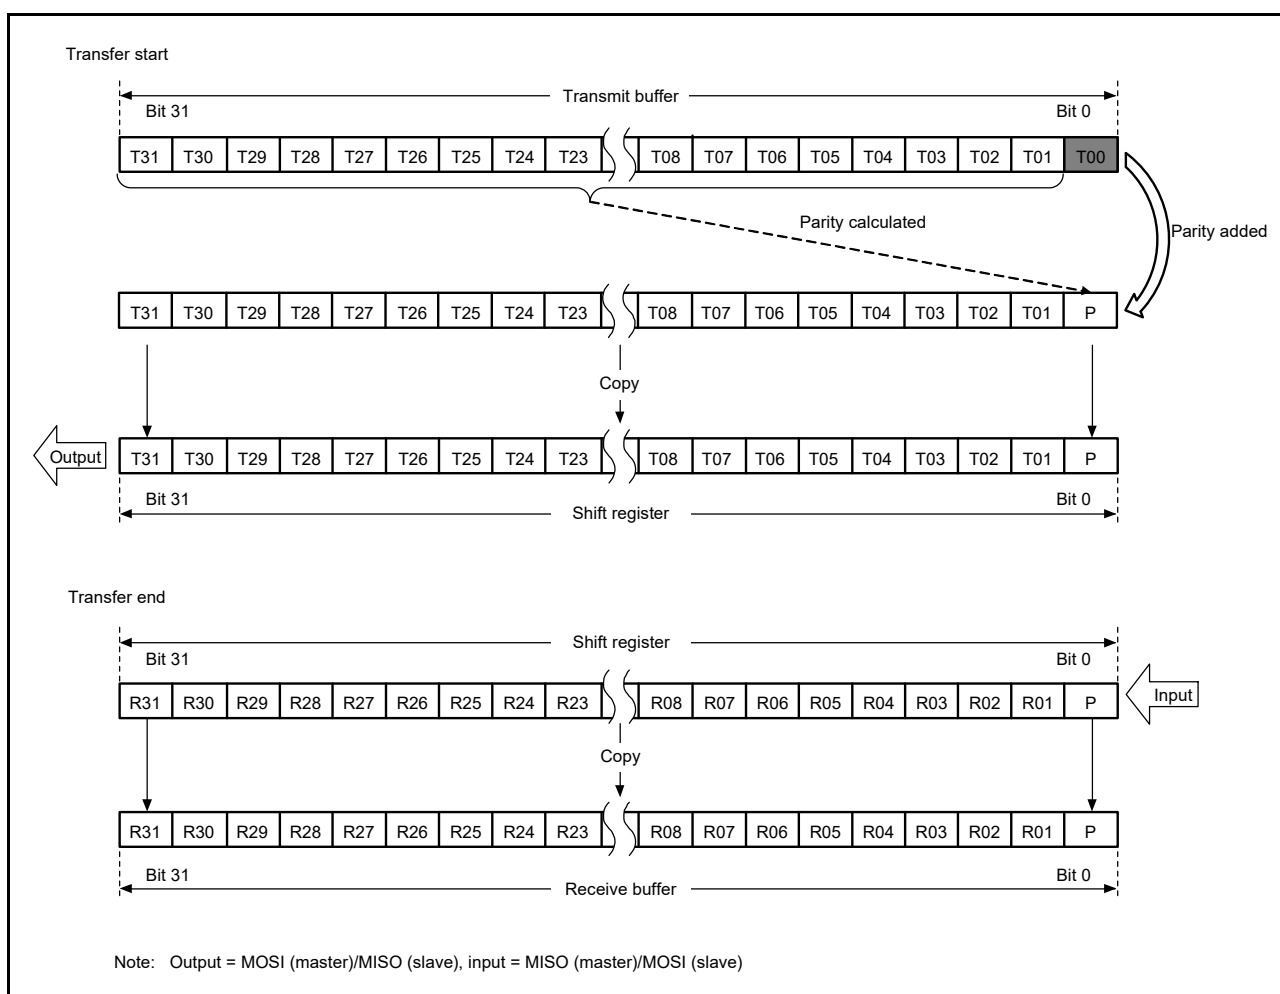 Transfer start
Transmit buffer
Bit 31 Bit 0
T31 T30 T29 T28 T27 T26 T25 T24 T23 T08 T07 T06 T05 T04 T03 T02 T01 T00
Parity calculated
Parity added
T31 T30 T29 T28 T27 T26 T25 T24 T23 T08 T07 T06 T05 T04 T03 T02 T01 P
Copy
Output T31 T30 T29 T28 T27 T26 T25 T24 T23 T08 T07 T06 T05 T04 T03 T02 T01 P
Bit 31 Bit 0
Shift register
Transfer end
Shift register
Bit 31 Bit 0
R31 R30 R29 R28 R27 R26 R25 R24 R23 R08 R07 R06 R05 R04 R03 R02 R01 P Input
Copy
R31 R30 R29 R28 R27 R26 R25 R24 R23 R08 R07 R06 R05 R04 R03 R02 R01 P
Bit 31 Bit 0
Receive buffer
Note: Output = MOSI (master)/MISO (slave), input = MISO (master)/MOSI (slave)